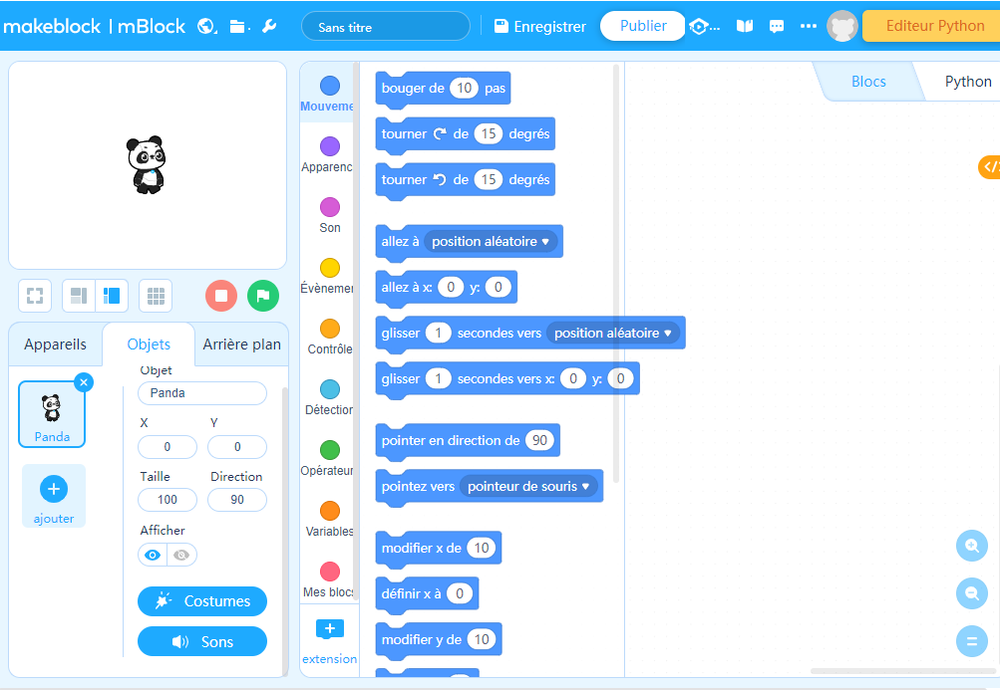 makeblock | mBlock
Sans titre
Enregistrer
Publier
Editeur Python
Blocs
Python
Mouveme
Apparenc
Son
Évènemer
Contrôle
Détection
Opérateur
Variables
Mes blocs
extension
bouger de 10 pas
tourner de 15 degrés
tourner de 15 degrés
allez à position aléatoire
allez à x: 0 y: 0
glisser 1 secondes vers position aléatoire
glisser 1 secondes vers x: 0 y: 0
pointer en direction de 90
pointez vers pointeur de souris
modifier x de 10
définir x à 0
modifier y de 10
Appareils
Objets
Arrière plan
Panda
ajouter
Objet
Panda
X Y
0 0
Taille Direction
100 90
Afficher
Costumes
Sons